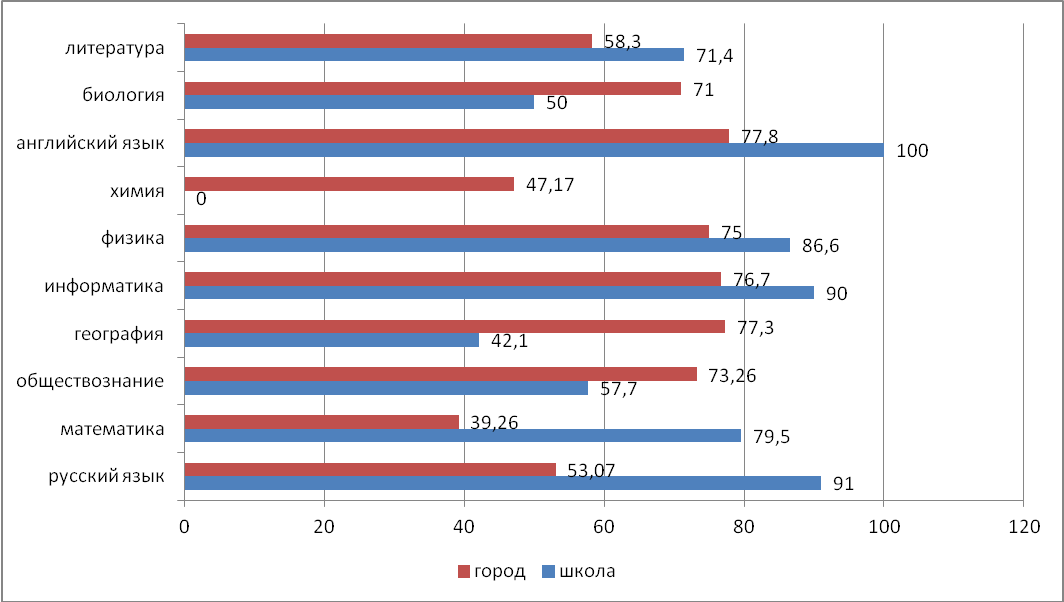 литература
58,3
71,4
биология
71
50
английский язык
77,8
100
химия
47,17
0
физика
75
86,6
информатика
76,7
90
география
77,3
42,1
обществознание
73,26
57,7
математика
39,26
79,5
русский язык
53,07
91
0 20 40 60 80 100 120
город школа